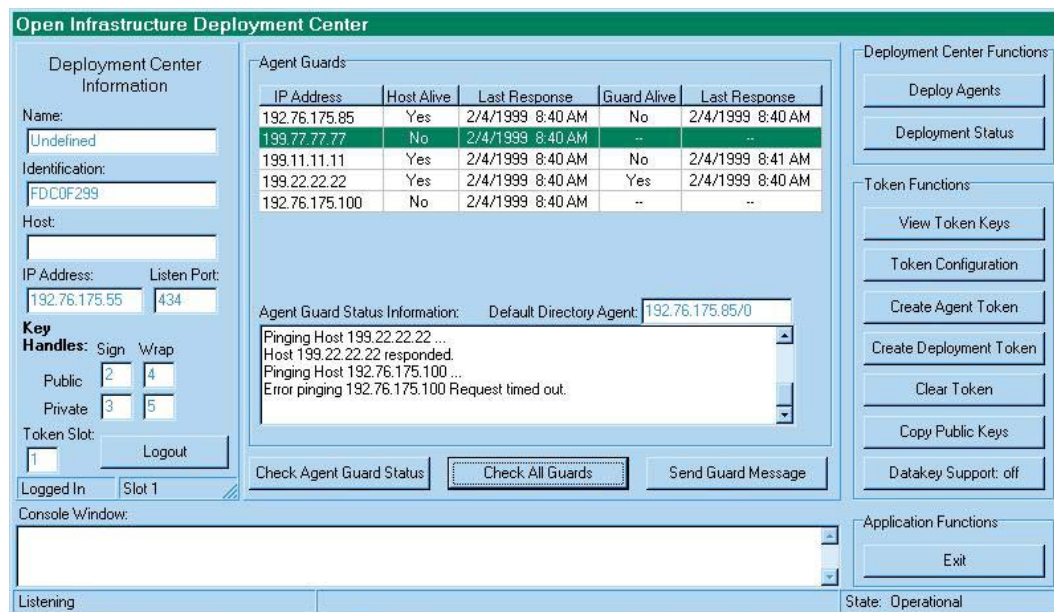 Open Infrastructure Deployment Center
Deployment Center
Information
Name:
Undefined
Identification:
FDC0F299
Host:
IP Address: Listen Port:
192.76.175.55 434
Key
Handles: Sign Wrap
Public 2 4
Private 3 5
Token Slot:
1 Logout
Logged In Slot 1
Agent Guards
IP Address Host Alive Last Response Guard Alive Last Response
192.76.175.85 Yes 2/4/1999 8:40 AM No 2/4/1999 8:40 AM
199.77.77.77 No 2/4/1999 8:40 AM -- --
199.11.11.11 Yes 2/4/1999 8:40 AM No 2/4/1999 8:41 AM
199.22.22.22 Yes 2/4/1999 8:40 AM Yes 2/4/1999 8:40 AM
192.76.175.100 No 2/4/1999 8:40 AM -- --
Agent Guard Status Information: Default Directory Agent: 192.76.175.85/0
Pinging Host 199.22.22.22 ...
Host 199.22.22.22 responded.
Pinging Host 192.76.175.100 ...
Error pinging 192.76.175.100 Request timed out.
Check Agent Guard Status Check All Guards Send Guard Message
Deployment Center Functions
Deploy Agents
Deployment Status
Token Functions
View Token Keys
Token Configuration
Create Agent Token
Create Deployment Token
Clear Token
Copy Public Keys
Datakey Support: off
Application Functions
Exit
Console Window:
Listening State: Operational